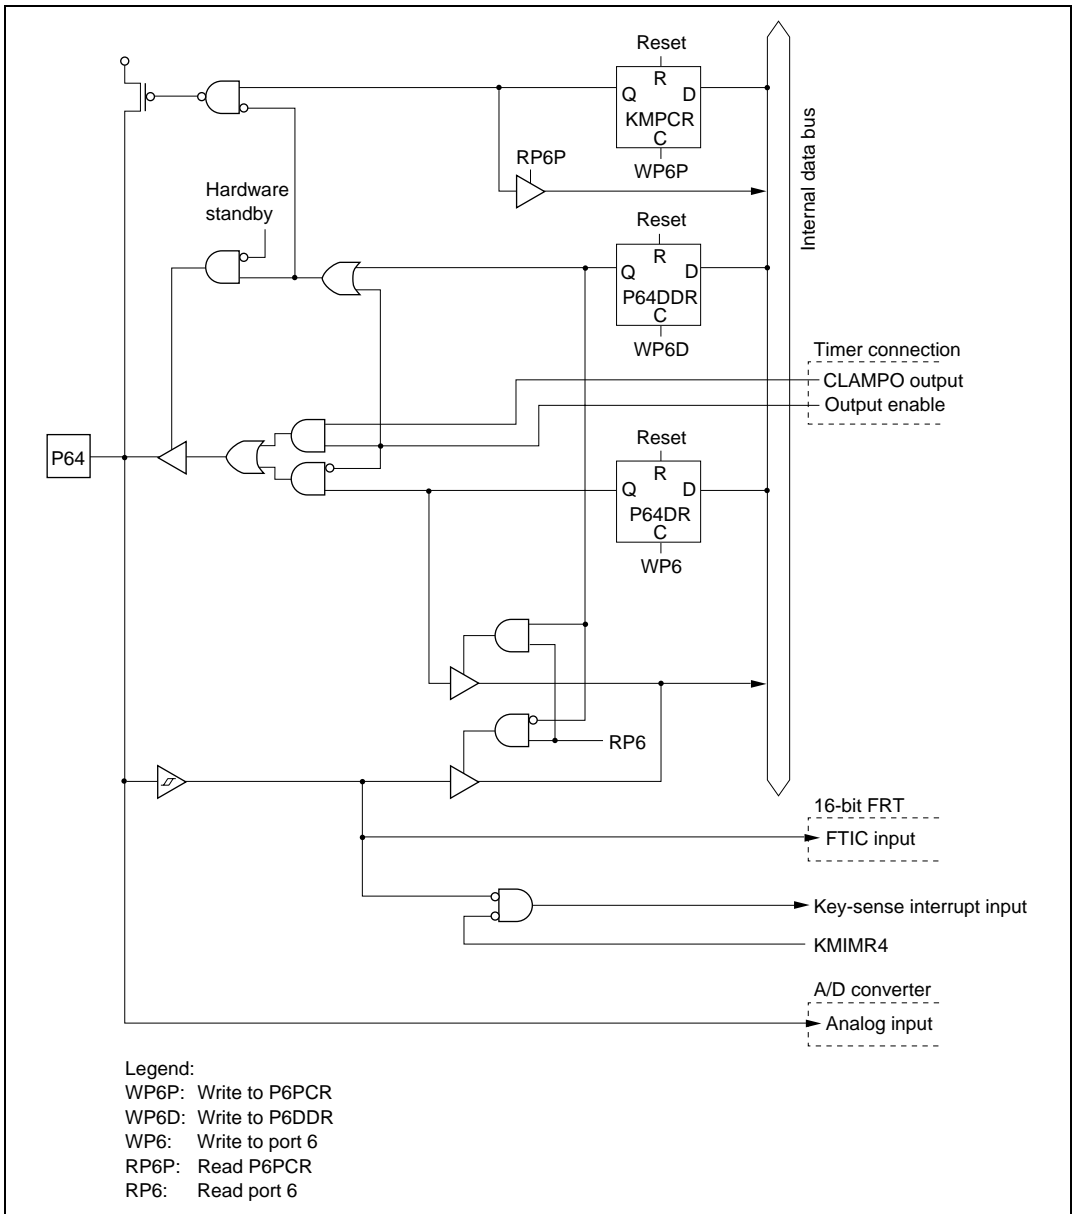 Reset
R
Q D
KMPCR
C
WP6P
RP6P
Internal data bus
Hardware
standby
Reset
R
Q D
P64DDR
C
WP6D
Timer connection
CLAMPO output
Output enable
P64
Reset
R
Q D
P64DR
C
WP6
RP6
16-bit FRT
FTIC input
Key-sense interrupt input
KMIMR4
A/D converter
Analog input
Legend:
WP6P: Write to P6PCR
WP6D: Write to P6DDR
WP6: Write to port 6
RP6P: Read P6PCR
RP6: Read port 6